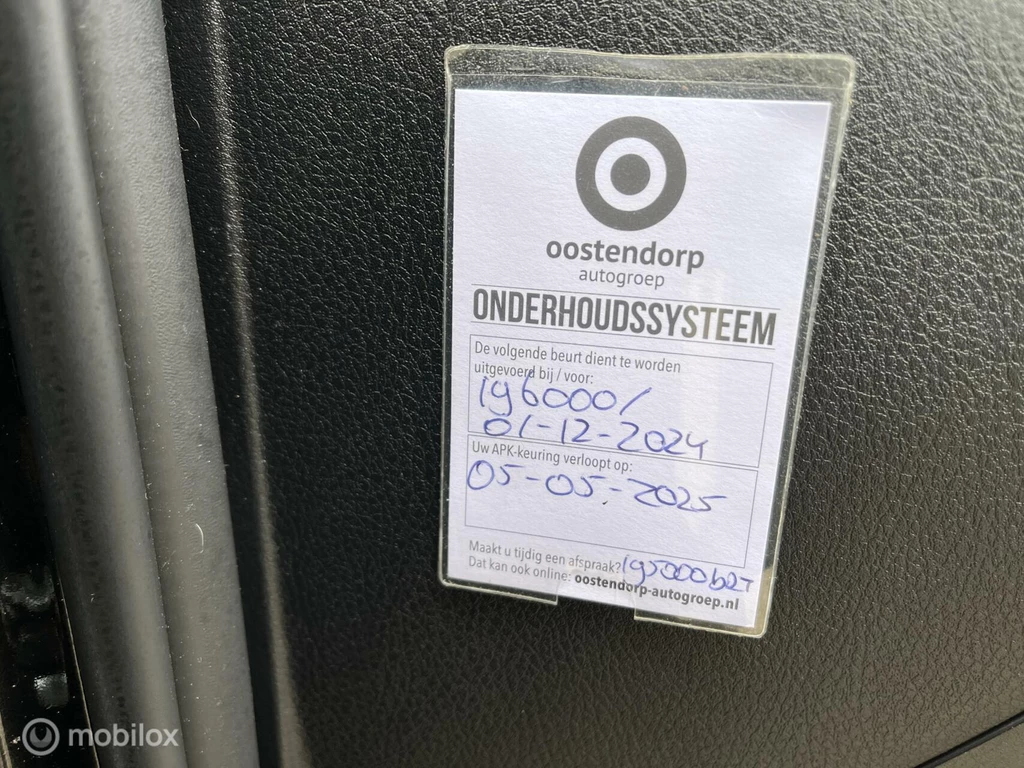 oostendorp
autogroep
ONDERHOUDSSYSTEEM
De volgende beurt dient te worden
uitgevoerd bij / voor:
196000/
01-12-2024
Uw APK-keuring verloopt op:
05-05-2025
Maakt u tijdig een afspraak?
Dat kan ook online: oostendorp-autogroep.nl
mobilox